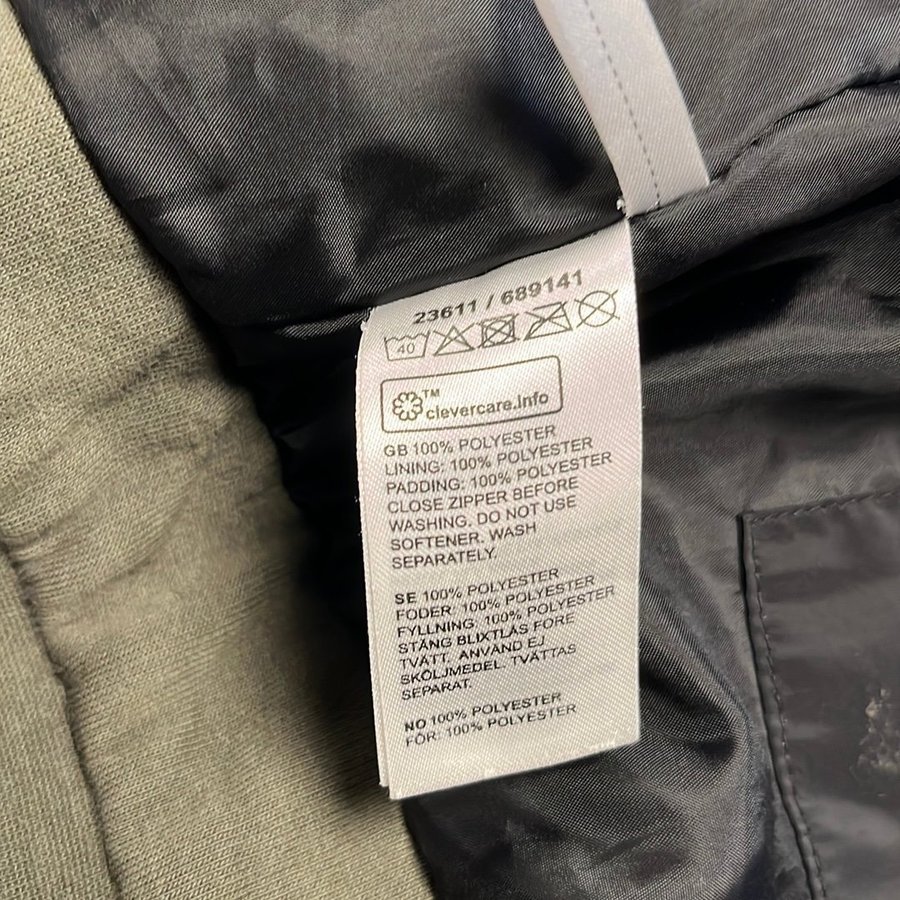 23611 / 689141
40
TM
clevercare.info
GB 100% POLYESTER
LINING: 100% POLYESTER
PADDING: 100% POLYESTER
CLOSE ZIPPER BEFORE
WASHING. DO NOT USE
SOFTENER. WASH
SEPARATELY.
SE 100% POLYESTER
FODER: 100% POLYESTER
FYLLNING: 100% POLYESTER
STÄNG BLIXTLÅS FÖRE
TVÄTT. ANVÄND EJ
SKÖLJMEDEL. TVÄTTAS
SEPARAT.
NO 100% POLYESTER
FÔR: 100% POLYESTER